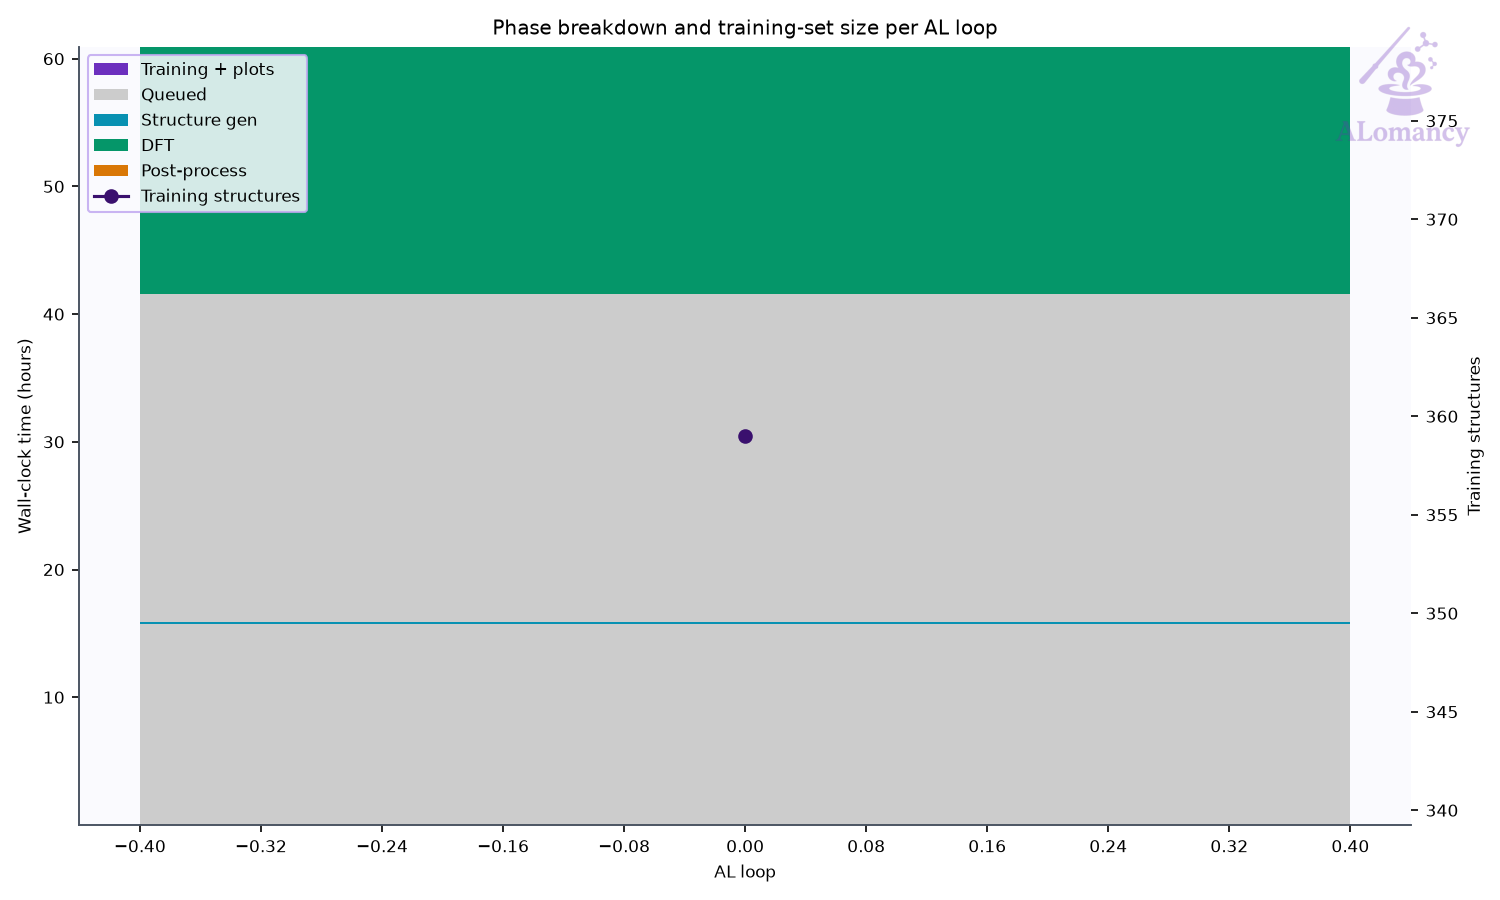 Phase breakdown and training-set size per AL loop
ALomancy
Training + plots
Queued
Structure gen
DFT
Post-process
Training structures
Wall-clock time (hours)
60
50
40
30
20
10
Training structures
375
370
365
360
355
350
345
340
−0.40 −0.32 −0.24 −0.16 −0.08 0.00 0.08 0.16 0.24 0.32 0.40
AL loop